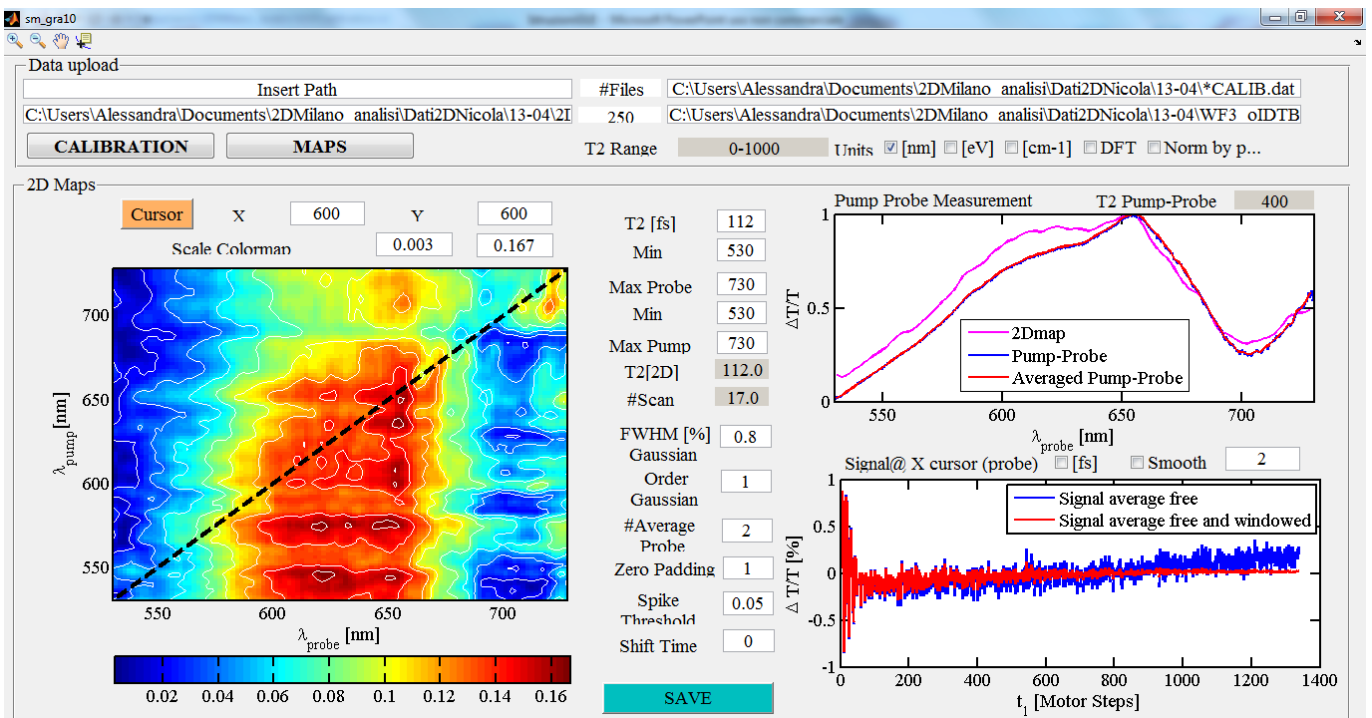 sm_gra10
Data upload
Insert Path #Files C:\Users\Alessandra\Documents\2DMilano analisi\Dati2DNicola\13-04\*CALIB.dat
C:\Users\Alessandra\Documents\2DMilano analisi\Dati2DNicola\13-04\2I 250 C:\Users\Alessandra\Documents\2DMilano analisi\Dati2DNicola\13-04\WF3 oIDTB
CALIBRATION MAPS T2 Range 0-1000 Units [nm] [eV] [cm-1] DFT Norm by p...
2D Maps
Cursor X 600 Y 600
Scale Colormap 0.003 0.167
700
650
600
550
λpump[nm]
550 600 650 700
λprobe [nm]
0.02 0.04 0.06 0.08 0.1 0.12 0.14 0.16
T2 [fs] 112
Min 530
Max Probe 730
Min 530
Max Pump 730
T2[2D] 112.0
#Scan 17.0
FWHM [%] 0.8
Gaussian
Order 1
Gaussian
#Average 2
Probe
Zero Padding 1
Spike 0.05
Threshold
Shift Time 0
SAVE
Pump Probe Measurement T2 Pump-Probe 400
1
0.5
0
ΔT/T
2Dmap
Pump-Probe
Averaged Pump-Probe
550 600 650 700
λprobe [nm]
Signal@ X cursor (probe) [fs] Smooth 2
1
0.5
0
-0.5
-1
Δ T/T [%]
Signal average free
Signal average free and windowed
0 200 400 600 800 1000 1200 1400
t1 [Motor Steps]